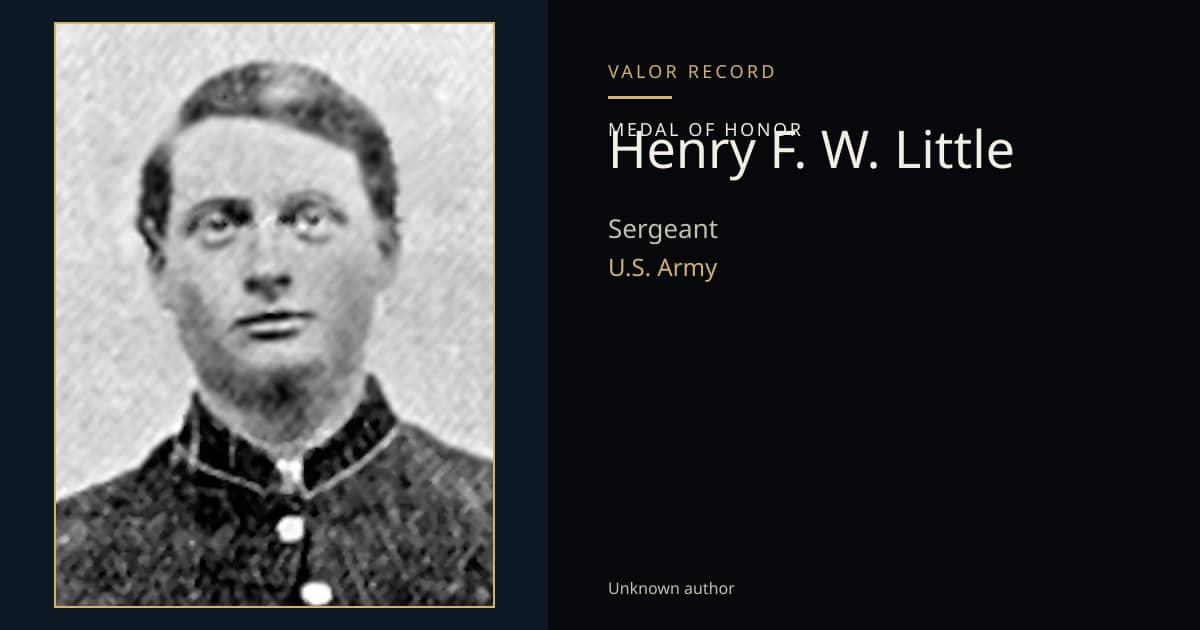 VALOR RECORD
MEDAL OF HONOR
Henry F. W. Little
Sergeant
U.S. Army
Unknown author